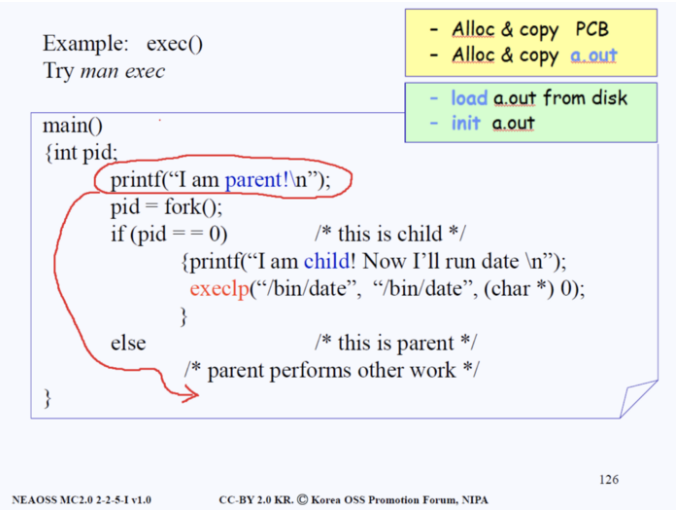 Example: exec()
Try man exec
- Alloc & copy PCB
- Alloc & copy a.out
- load a.out from disk
- init a.out
main()
{int pid;
printf(“I am parent!\n”);
pid = fork();
if (pid = = 0) /* this is child */
{printf(“I am child! Now I’ll run date \n”);
execlp(“/bin/date”, “/bin/date”, (char *) 0);
}
else /* this is parent */
/* parent performs other work */
}
126
NEAOSS MC2.0 2-2-5-I v1.0 CC-BY 2.0 KR. Ⓒ Korea OSS Promotion Forum, NIPA